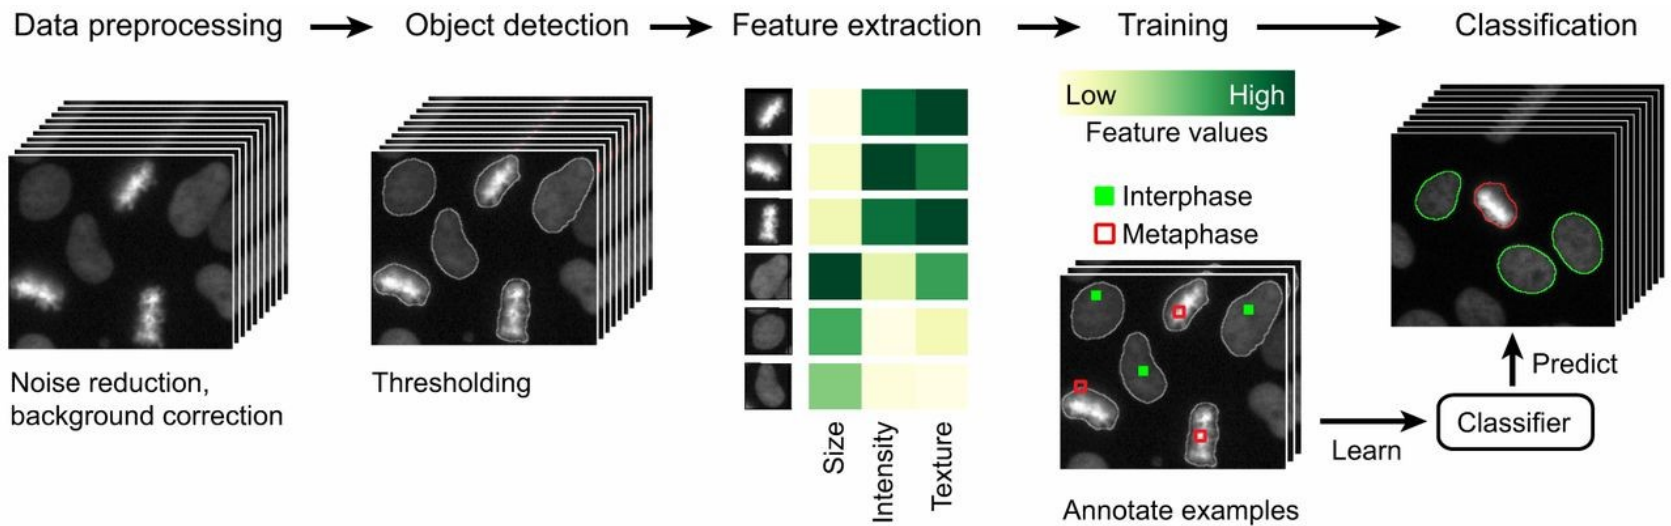 Data preprocessing
Object detection
Feature extraction
Training
Classification
Low
High
Feature values
Interphase
Metaphase
Noise reduction,
background correction
Thresholding
Size
Intensity
Texture
Annotate examples
Learn
Classifier
Predict